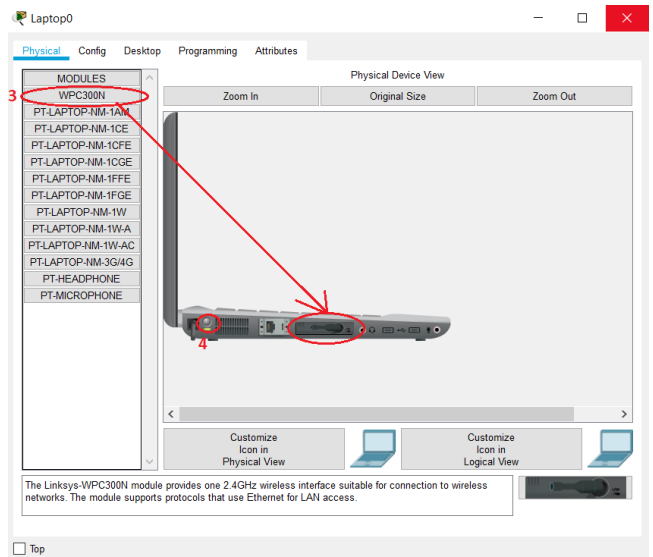 Laptop0
Physical Config Desktop Programming Attributes
MODULES
3 WPC300N
PT-LAPTOP-NM-1AM
PT-LAPTOP-NM-1CE
PT-LAPTOP-NM-1CFE
PT-LAPTOP-NM-1CGE
PT-LAPTOP-NM-1FFE
PT-LAPTOP-NM-1FGE
PT-LAPTOP-NM-1W
PT-LAPTOP-NM-1W-A
PT-LAPTOP-NM-1W-AC
PT-LAPTOP-NM-3G/4G
PT-HEADPHONE
PT-MICROPHONE
Physical Device View
Zoom In Original Size Zoom Out
4
Customize
Icon in
Physical View
Customize
Icon in
Logical View
The Linksys-WPC300N module provides one 2.4GHz wireless interface suitable for connection to wireless
networks. The module supports protocols that use Ethernet for LAN
access.
Top